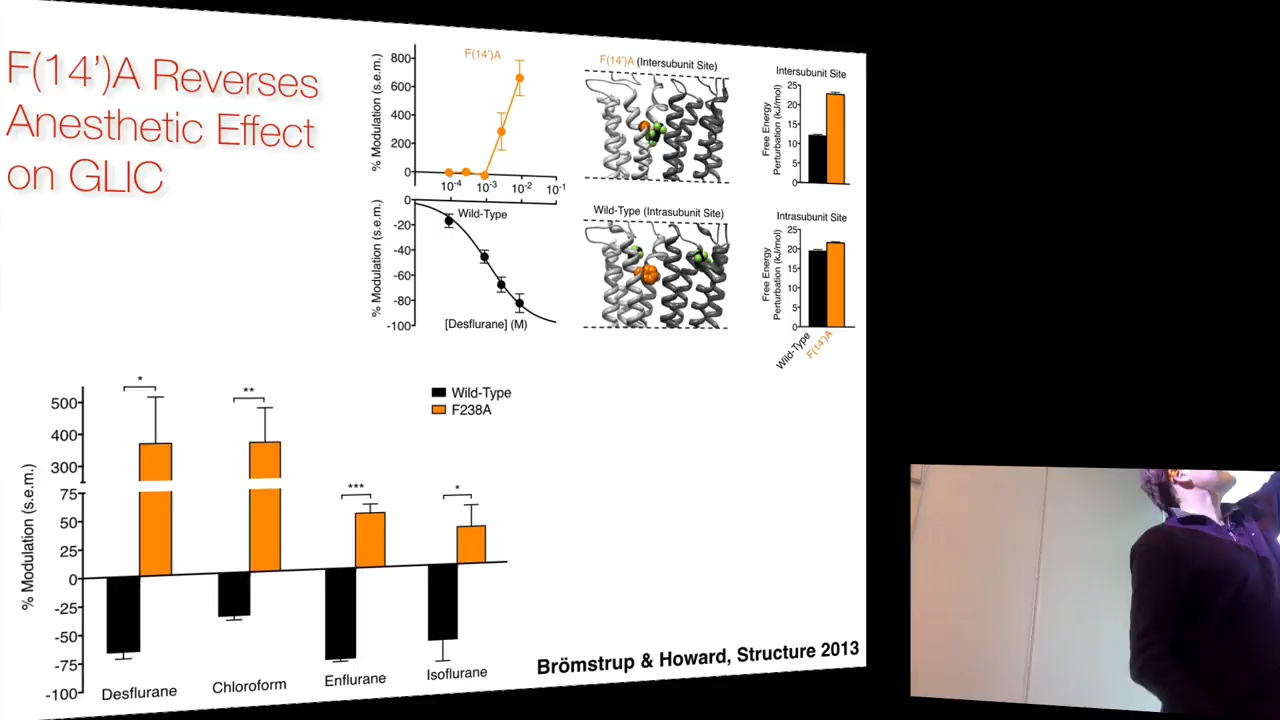 F(14')A Reverses
Anesthetic Effect
on GLIC
% Modulation (s.e.m.)
800
600
400
200
0
F(14')A
10-4
10-3
10-2
10-1
% Modulation (s.e.m.)
0
-20
-40
-60
-80
-100
Wild-Type
[Desflurane] (M)
F(14')A (Intersubunit Site)
Wild-Type (Intrasubunit Site)
Intersubunit Site
Free Energy
Perturbation (kJ/mol)
25
20
15
10
5
0
Intrasubunit Site
Free Energy
Perturbation (kJ/mol)
25
20
15
10
5
0
Wild-Type
F(14')A
% Modulation (s.e.m.)
500
400
300
75
50
25
0
-25
-50
-75
-100
*
**
***
*
Wild-Type
F238A
Desflurane
Chloroform
Enflurane
Isoflurane
Brömstrup & Howard, Structure 2013